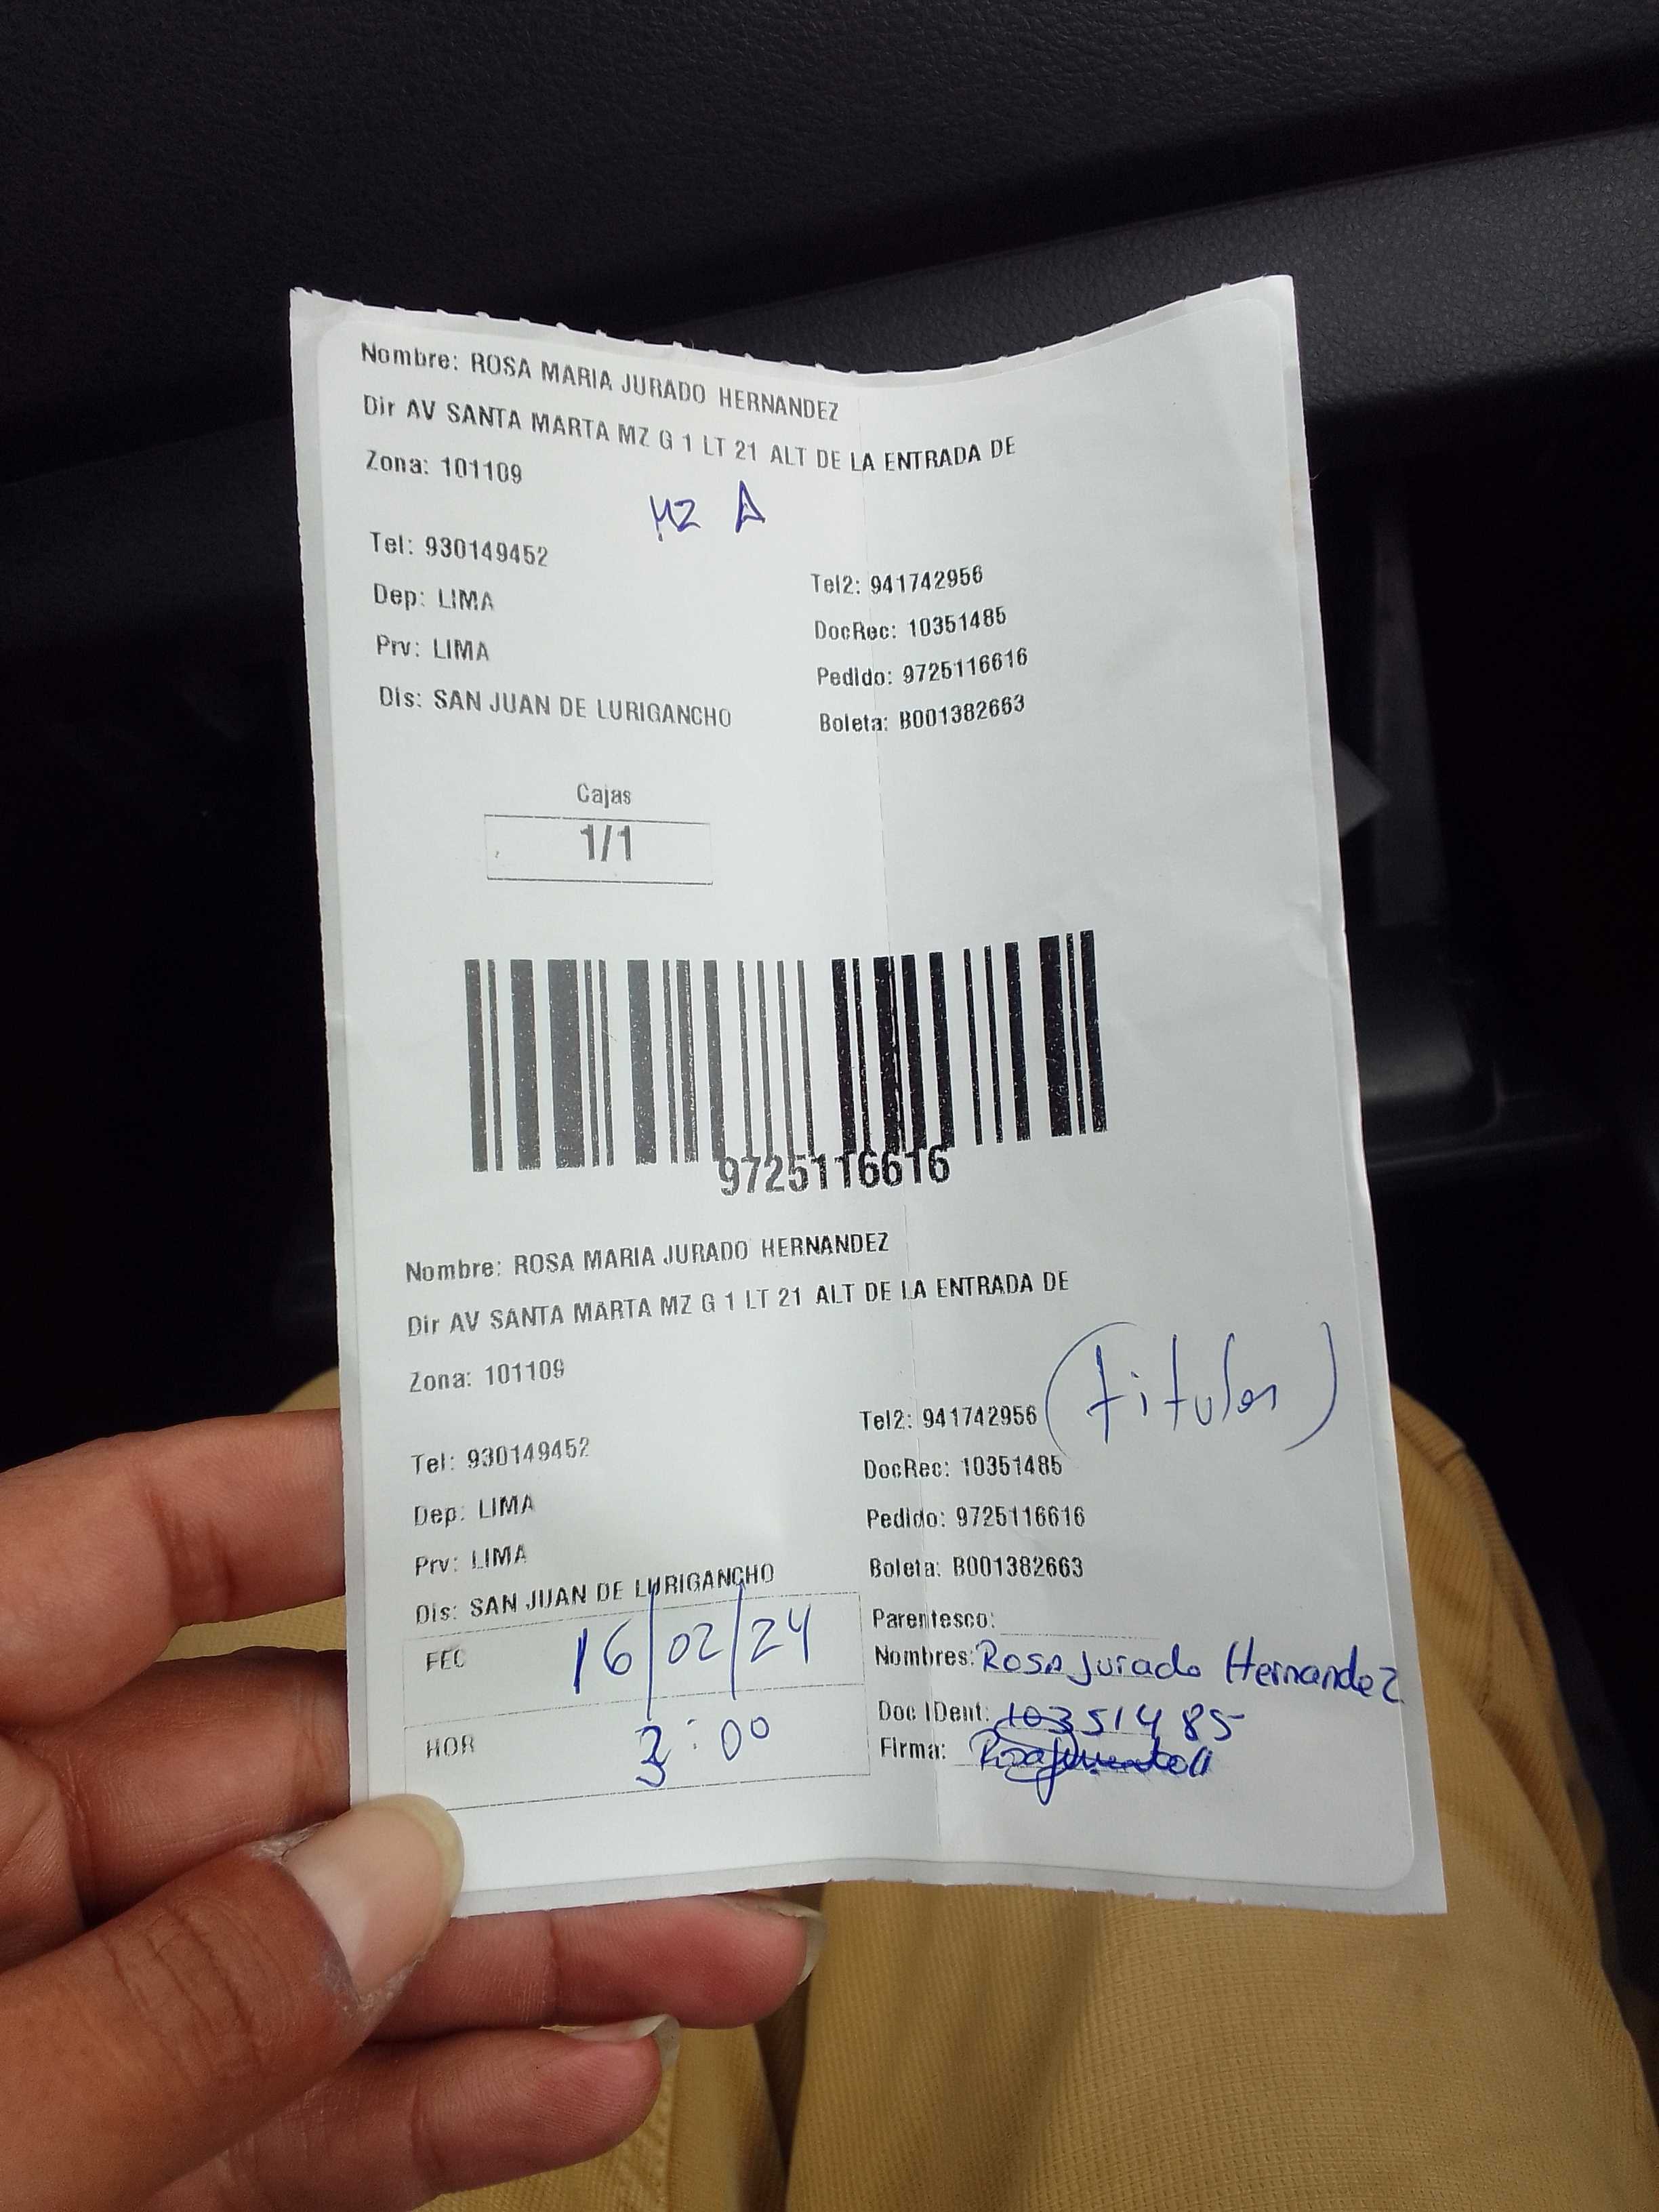 Nombre: ROSA MARIA JURADO HERNANDEZ
Dir AV SANTA MARTA MZ G 1 LT 21 ALT DE LA ENTRADA DE
Zona: 101109
MZ A
Tel: 930149452
Tel2: 941742956
Dep: LIMA
DocRec: 10351485
Prv: LIMA
Pedido: 9725116616
Dis: SAN JUAN DE LURIGANCHO
Boleta: B001382663
Cajas
1/1
9725116616
Nombre: ROSA MARIA JURADO HERNANDEZ
Dir AV SANTA MARTA MZ G 1 LT 21 ALT DE LA ENTRADA DE
Zona: 101109
Tel2: 941742956 (titular)
Tel: 930149452
DocRec: 10351485
Dep: LIMA
Pedido: 9725116616
Prv: LIMA
Boleta: B001382663
Dis: SAN JUAN DE LURIGANCHO
Parentesco:
FEC 16/02/24
Nombres: Rosa Jurado Hernandez
Doc IDent: 10351485
HOR 3:00
Firma: